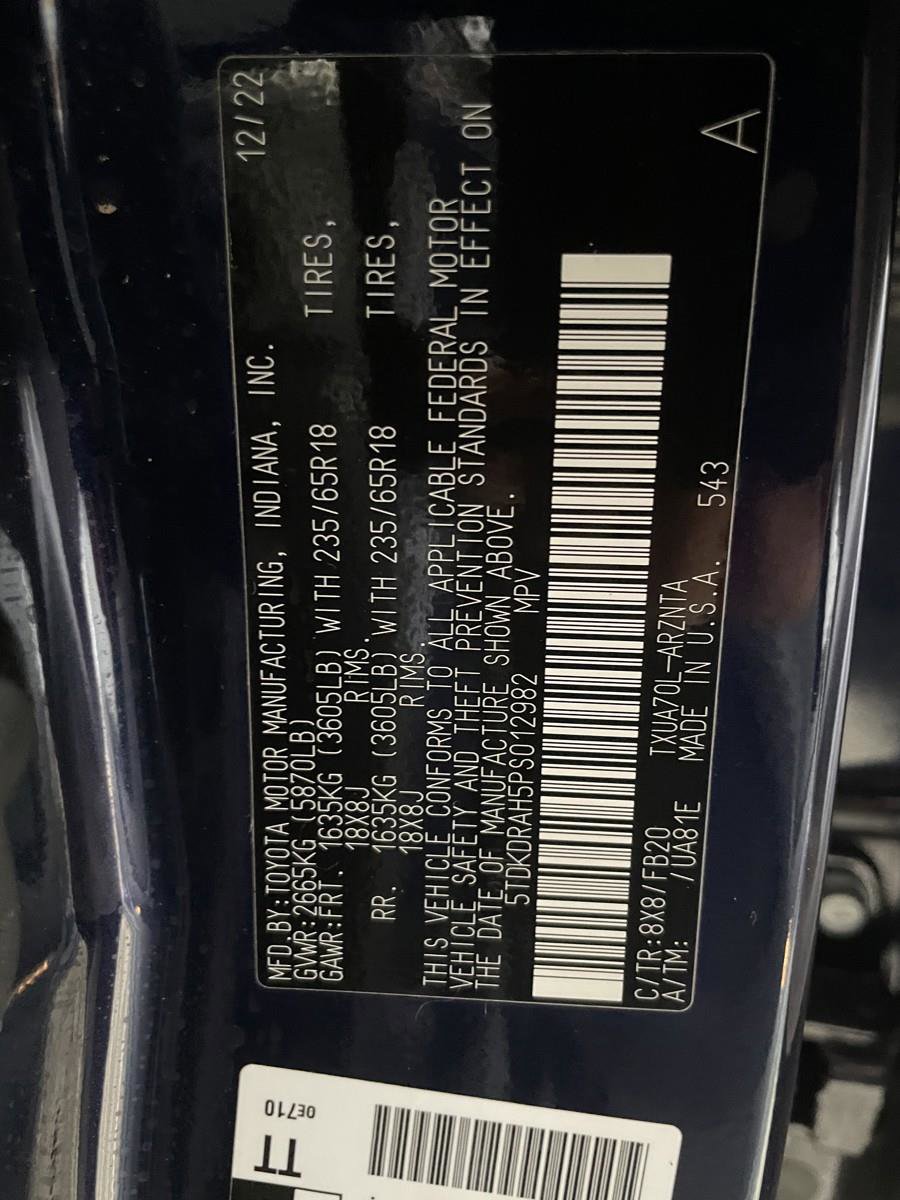 MFD.BY:TOYOTA MOTOR MANUFACTURING, INDIANA, INC. 12/22
GVWR:2665KG (5870LB)
GAWR:FRT. 1635KG (3605LB) WITH 235/65R18 TIRES,
18X8J RIMS.
RR. 1635KG (3605LB) WITH 235/65R18 TIRES,
18X8J RIMS.
THIS VEHICLE CONFORMS TO ALL APPLICABLE FEDERAL MOTOR
VEHICLE SAFETY AND THEFT PREVENTION STANDARDS IN EFFECT ON
THE DATE OF MANUFACTURE SHOWN ABOVE.
5TDKDRAH5PS012982 MPV
C/TR:8X8/FB20 TXUA70L-ARZNTA
A/TM: /UA81E MADE IN U.S.A. 543 A
0E710
TT